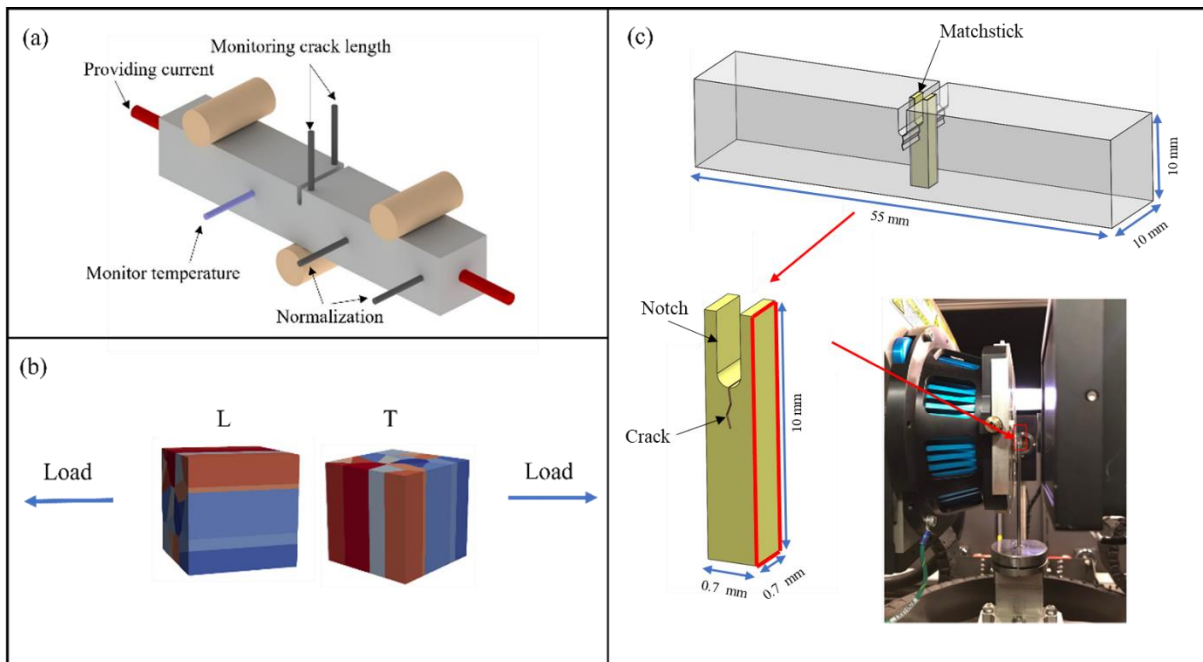 (a)
Monitoring crack length
Providing current
Monitor temperature
Normalization
(b)
L
T
Load
Load
(c)
Matchstick
10 mm
55 mm
10 mm
Notch
Crack
10 mm
0.7 mm
0.7 mm